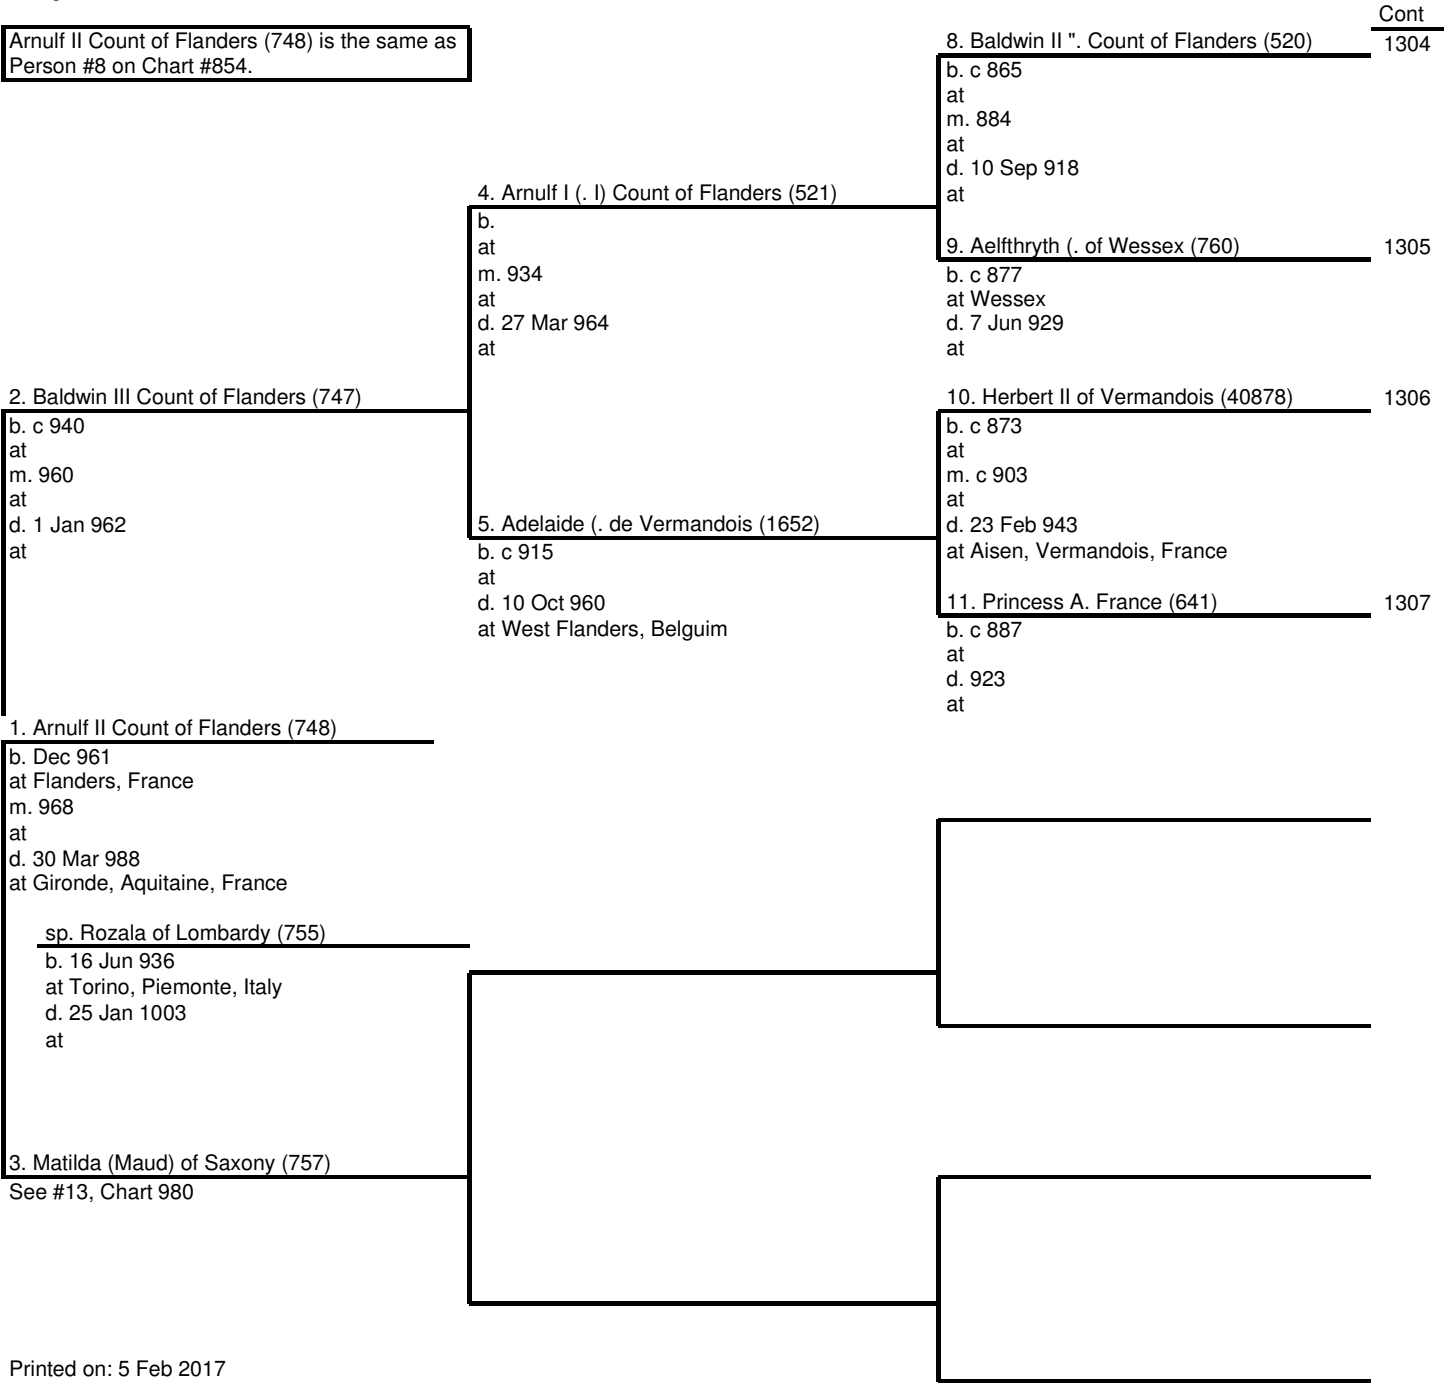 Cont
Arnulf II Count of Flanders (748) is the same as
Person #8 on Chart #854.
8. Baldwin II ". Count of Flanders (520)
1304
b. c 865
at
m. 884
at
d. 10 Sep 918
at
4. Arnulf I (. I) Count of Flanders (521)
b.
at
m. 934
at
d. 27 Mar 964
at
9. Aelfthryth (. of Wessex (760)
1305
b. c 877
at Wessex
d. 7 Jun 929
at
2. Baldwin III Count of Flanders (747)
b. c 940
at
m. 960
at
d. 1 Jan 962
at
10. Herbert II of Vermandois (40878)
1306
b. c 873
at
m. c 903
at
d. 23 Feb 943
at Aisen, Vermandois, France
5. Adelaide (. de Vermandois (1652)
b. c 915
at
d. 10 Oct 960
at West Flanders, Belguim
11. Princess A. France (641)
1307
b. c 887
at
d. 923
at
1. Arnulf II Count of Flanders (748)
b. Dec 961
at Flanders, France
m. 968
at
d. 30 Mar 988
at Gironde, Aquitaine, France
sp. Rozala of Lombardy (755)
b. 16 Jun 936
at Torino, Piemonte, Italy
d. 25 Jan 1003
at
3. Matilda (Maud) of Saxony (757)
See #13, Chart 980
Printed on: 5 Feb 2017